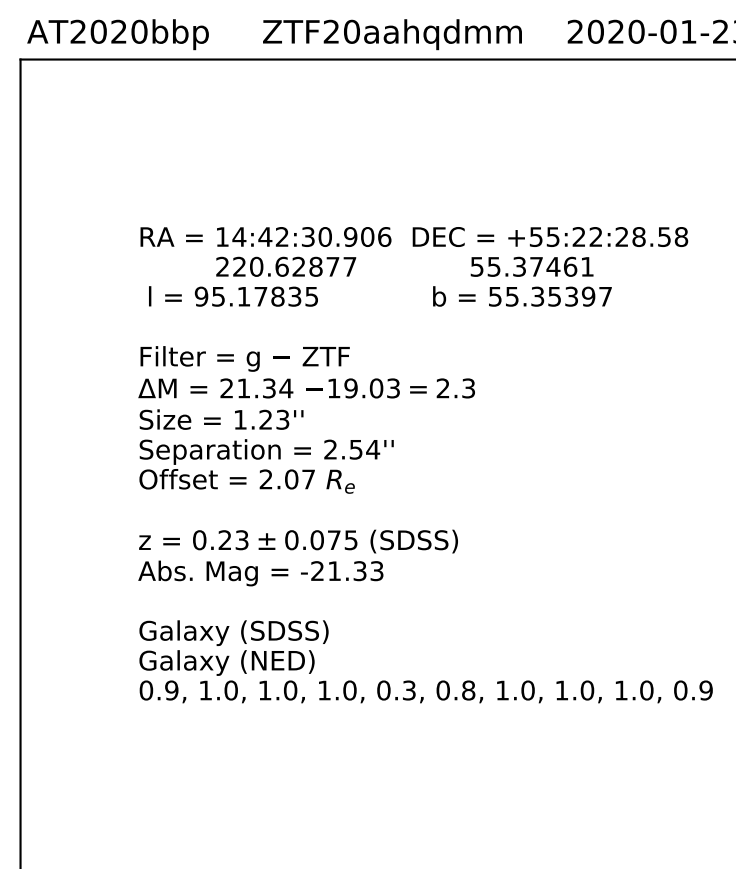 AT2020bbp ZTF20aahqdmm 2020-01-23
RA = 14:42:30.906 DEC = +55:22:28.58
220.62877 55.37461
l = 95.17835 b = 55.35397
Filter = g − ZTF
ΔM = 21.34 −19.03 = 2.3
Size = 1.23''
Separation = 2.54''
Offset = 2.07 Rₑ
z = 0.23 ± 0.075 (SDSS)
Abs. Mag = -21.33
Galaxy (SDSS)
Galaxy (NED)
0.9, 1.0, 1.0, 1.0, 0.3, 0.8, 1.0, 1.0, 1.0, 0.9